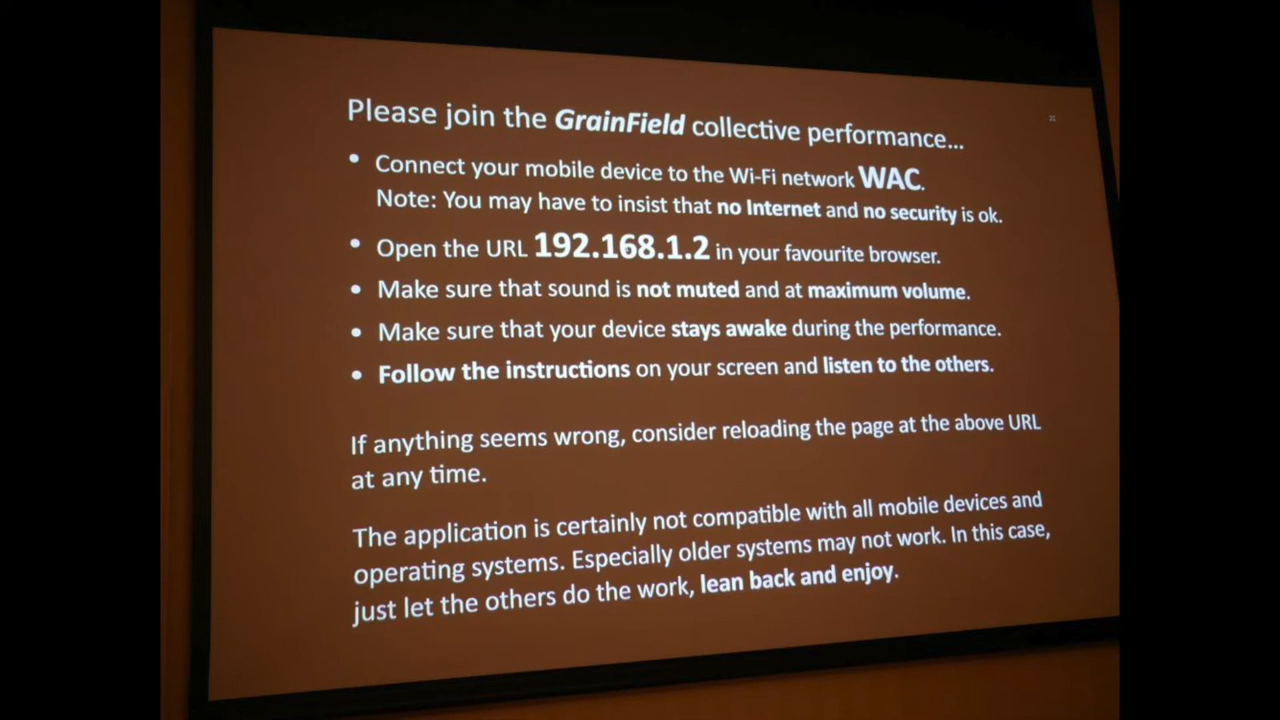 Please join the GrainField collective performance...
• Connect your mobile device to the Wi-Fi network WAC.
Note: You may have to insist that no Internet and no security is ok.
• Open the URL 192.168.1.2 in your favourite browser.
• Make sure that sound is not muted and at maximum volume.
• Make sure that your device stays awake during the performance.
• Follow the instructions on your screen and listen to the others.
If anything seems wrong, consider reloading the page at the above URL
at any time.
The application is certainly not compatible with all mobile devices and
operating systems. Especially older systems may not work. In this case,
just let the others do the work, lean back and enjoy.